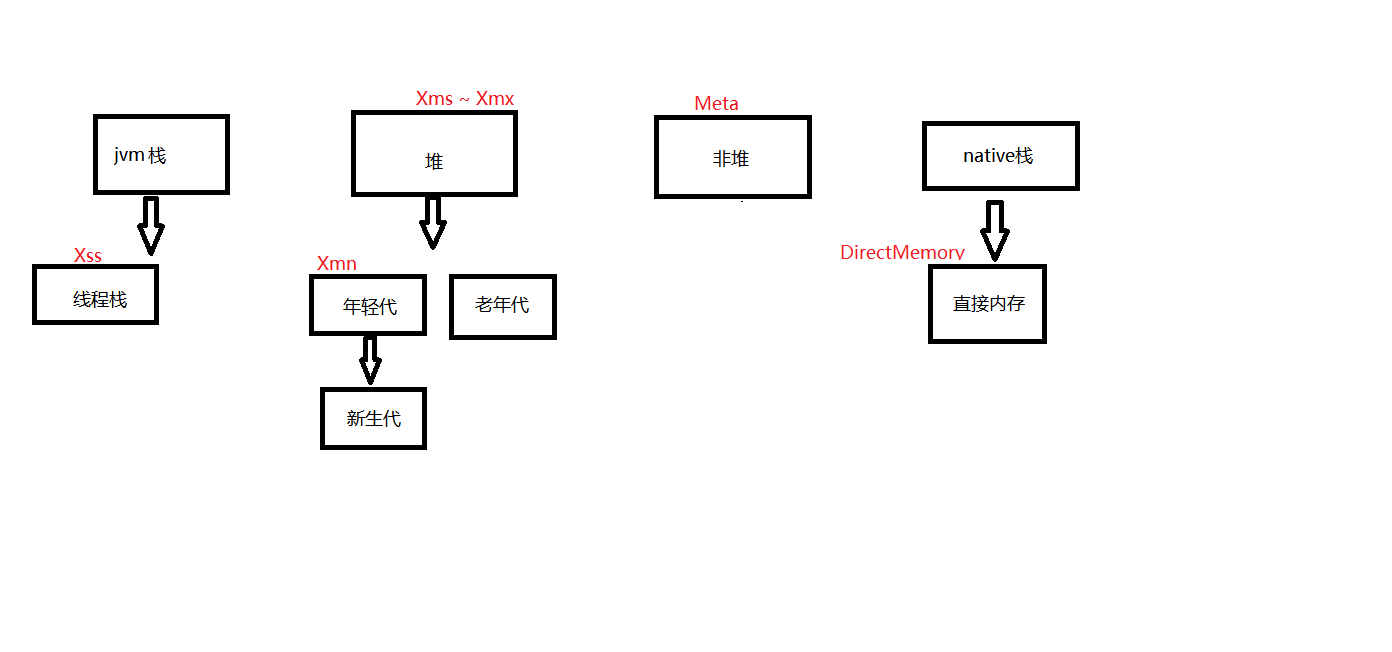 Xms ~ Xmx
Meta
jvm 栈
堆
非堆
native栈
Xss
Xmn
DirectMemory
线程栈
年轻代
老年代
直接内存
新生代